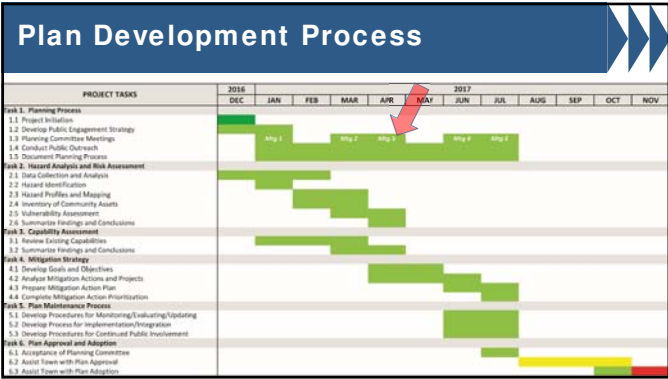 Plan Development Process
PROJECT TASKS 2016 2017
DEC JAN FEB MAR APR MAY JUN JUL AUG SEP OCT NOV
Task 1. Planning Process
1.1 Project Initiation
1.2 Develop Public Engagement Strategy
1.3 Planning Committee Meetings Mtg 1 Mtg 2 Mtg 3 Mtg 4 Mtg 5
1.4 Conduct Public Outreach
1.5 Document Planning Process
Task 2. Hazard Analysis and Risk Assessment
2.1 Data Collection and Analysis
2.2 Hazard Identification
2.3 Hazard Profiles and Mapping
2.4 Inventory of Community Assets
2.5 Vulnerability Assessment
2.6 Summarize Findings and Conclusions
Task 3. Capability Assessment
3.1 Review Existing Capabilities
3.2 Summarize Findings and Conclusions
Task 4. Mitigation Strategy
4.1 Develop Goals and Objectives
4.2 Analyze Mitigation Actions and Projects
4.3 Prepare Mitigation Action Plan
4.4 Complete Mitigation Action Prioritization
Task 5. Plan Maintenance Process
5.1 Develop Procedures for Monitoring/Evaluating/Updating
5.2 Develop Process for Implementation/Integration
5.3 Develop Procedures for Continued Public Involvement
Task 6. Plan Approval and Adoption
6.1 Acceptance of Planning Committee
6.2 Assist Town with Plan Approval
6.3 Assist Town with Plan Adoption